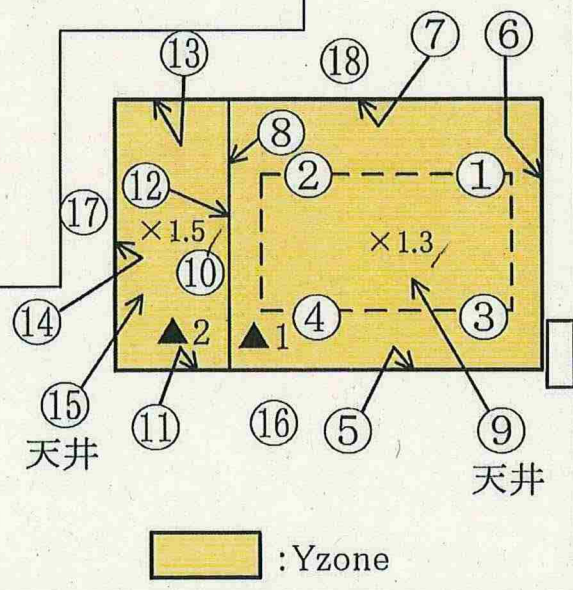 ⑬ ⑱ ⑦ ⑥
⑧
⑫ ② ①
⑰ ×1.5 ×1.3
⑩
⑭ ▲2 ▲1 ④ ③
⑮ ⑪ ⑯ ⑤ ⑨
天井 天井
:Yzone